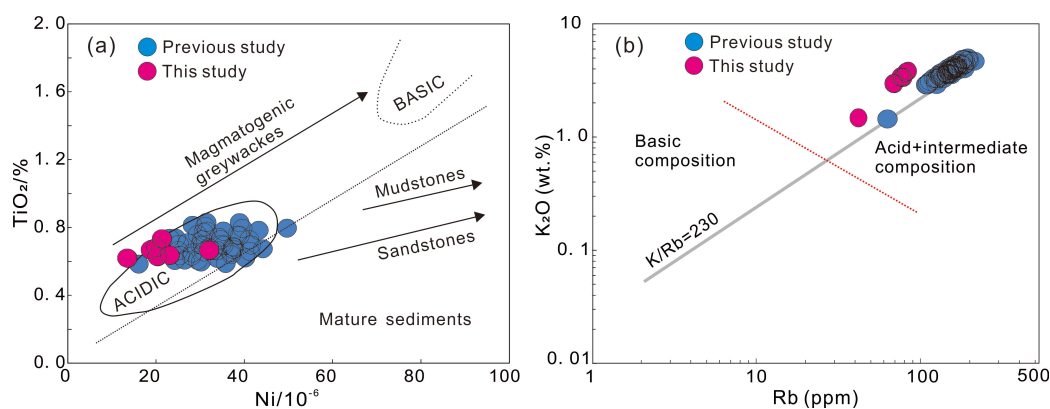 (a)
Previous study
This study
Magmatogenic
greywackes
BASIC
Mudstones
Sandstones
ACIDIC
Mature sediments
TiO₂/%
2.0
1.6
1.2
0.8
0.4
0.0
0
20
40
60
80
100
Ni/10⁻⁶
(b)
Previous study
This study
Basic
composition
Acid+intermediate
composition
K/Rb=230
K₂O (wt.%)
10
1.0
0.1
0.01
1
10
100
500
Rb (ppm)